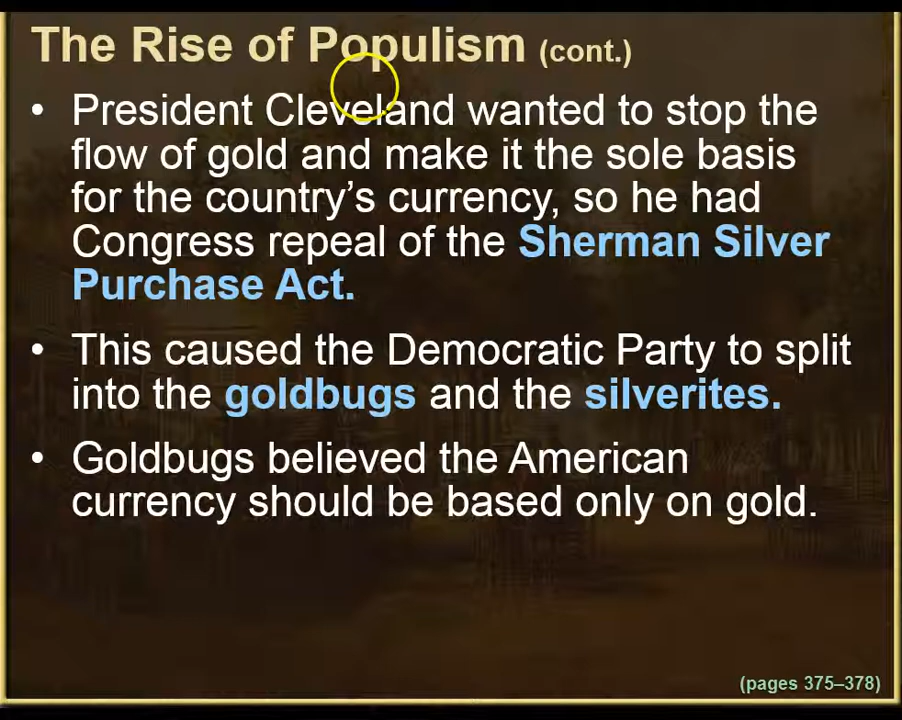 The Rise of Populism (cont.)
• President Cleveland wanted to stop the
flow of gold and make it the sole basis
for the country’s currency, so he had
Congress repeal of the Sherman Silver
Purchase Act.
• This caused the Democratic Party to split
into the goldbugs and the silverites.
• Goldbugs believed the American
currency should be based only on gold.
(pages 375–378)